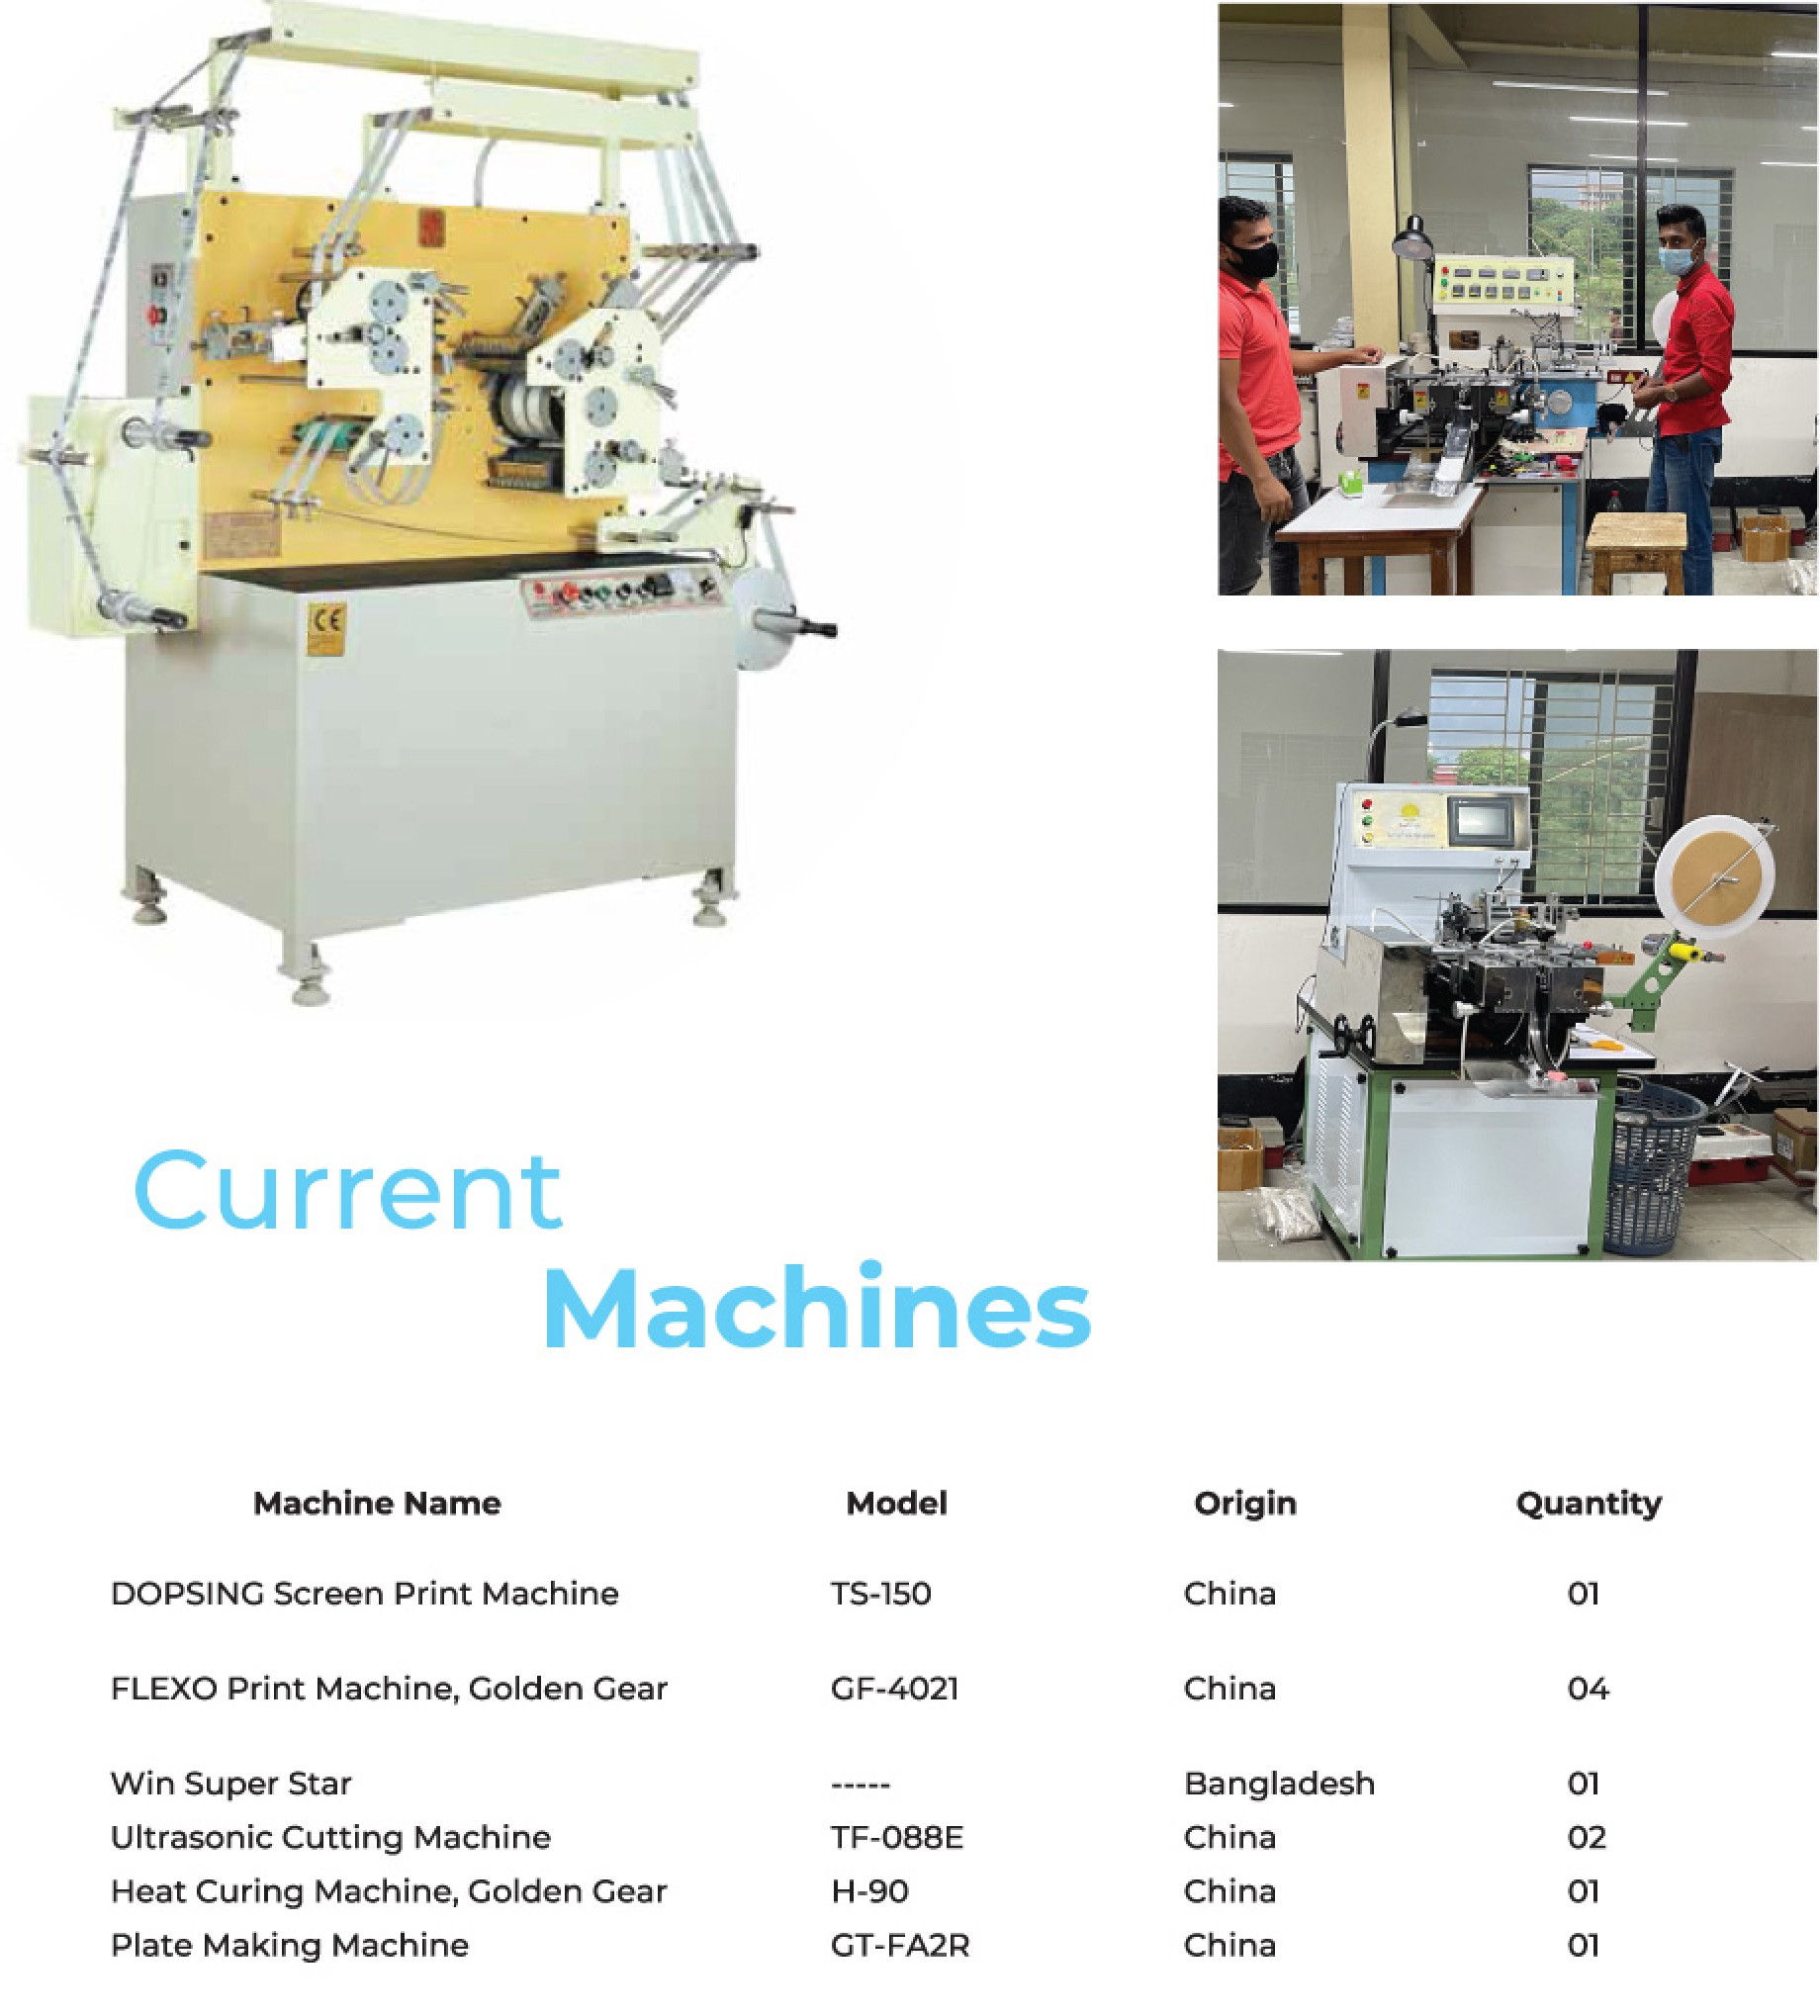 CE
Current
Machines
Machine Name Model Origin Quantity
DOPSING Screen Print Machine TS-150 China 01
FLEXO Print Machine, Golden Gear GF-4021 China 04
Win Super Star ----- Bangladesh 01
Ultrasonic Cutting Machine TF-088E China 02
Heat Curing Machine, Golden Gear H-90 China 01
Plate Making Machine GT-FA2R China 01